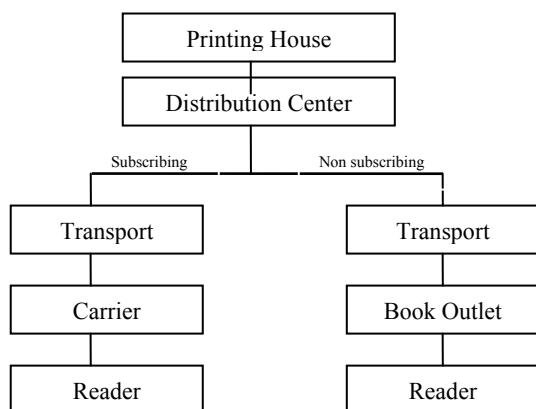 Printing House
Distribution Center
Subscribing
Non subscribing
Transport
Transport
Carrier
Book Outlet
Reader
Reader